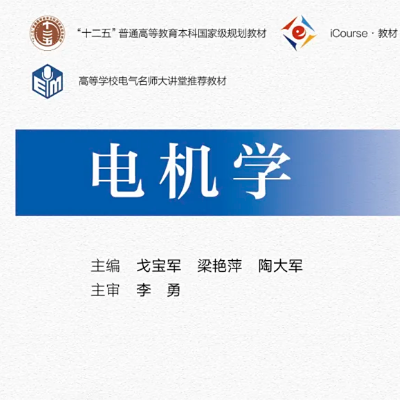 “十二五”普通高等教育本科国家级规划教材
iCourse·教材
高等学校电气名师大讲堂推荐教材
电机学
主编 戈宝军 梁艳萍 陶大军
主审 李 勇